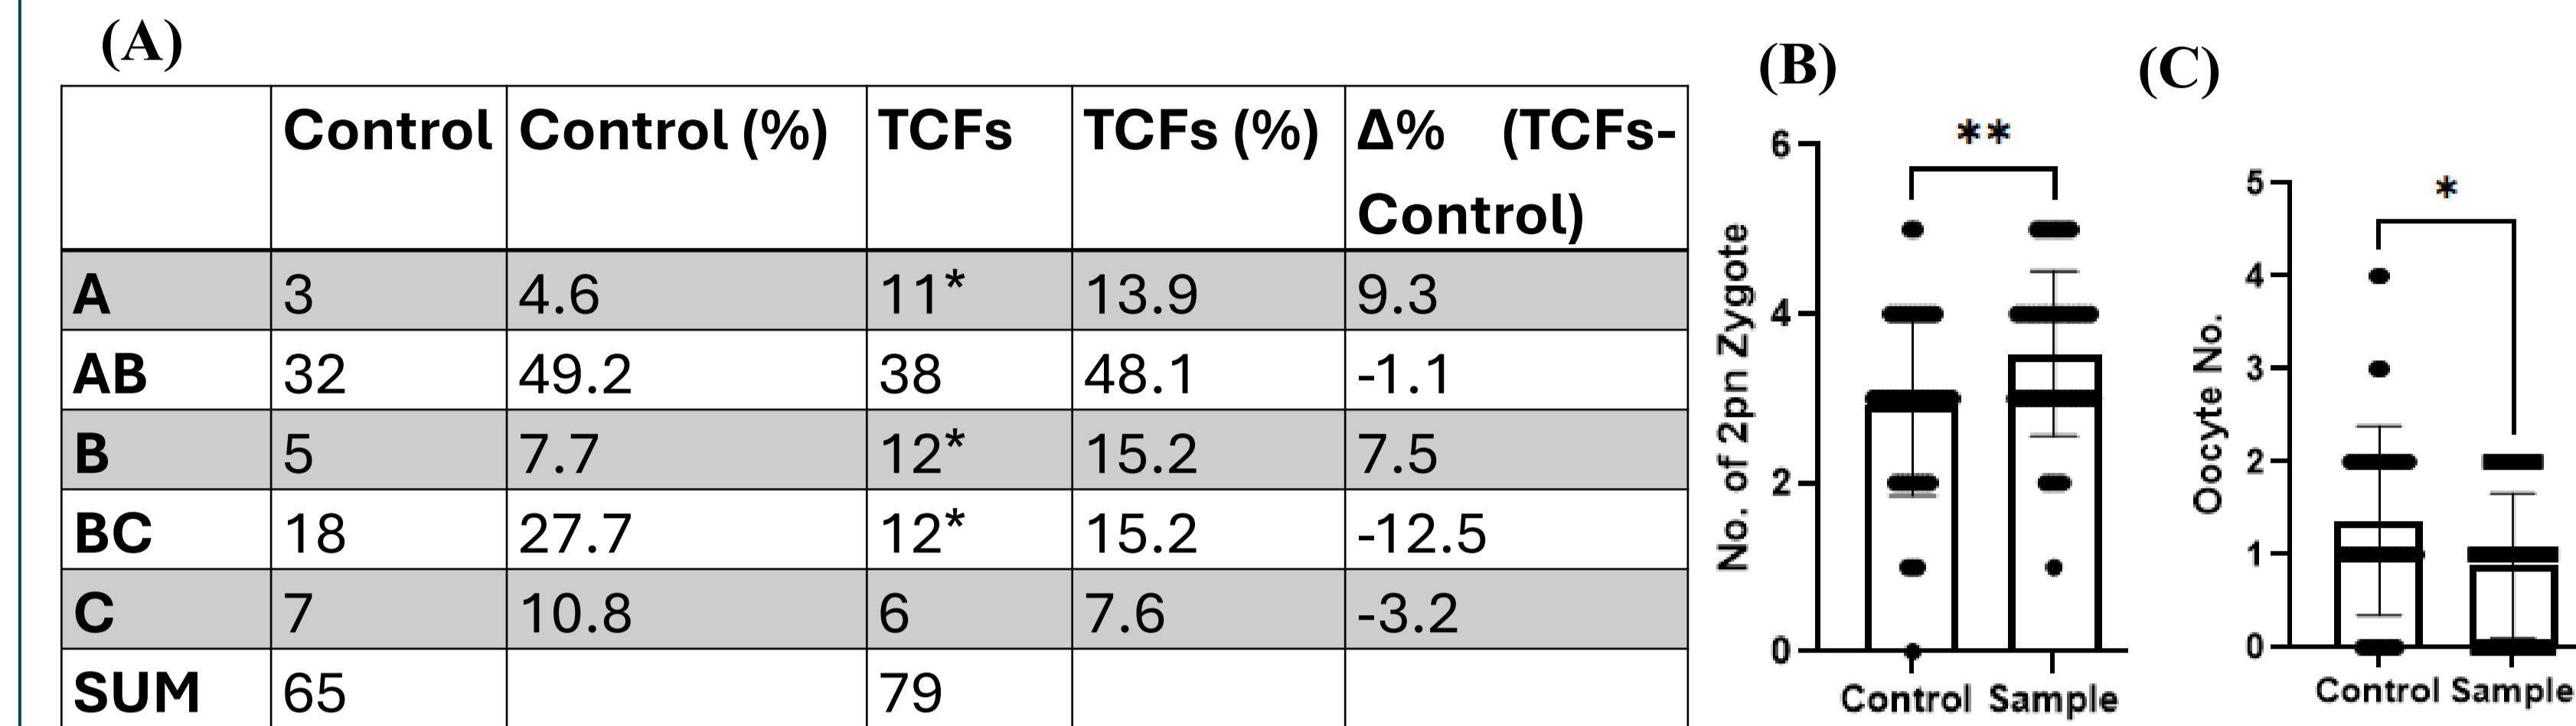 (A)
Control Control (%) TCFs TCFs (%) Δ% (TCFs-
Control)
A 3 4.6 11* 13.9 9.3
AB 32 49.2 38 48.1 -1.1
B 5 7.7 12* 15.2 7.5
BC 18 27.7 12* 15.2 -12.5
C 7 10.8 6 7.6 -3.2
SUM 65 79
(B)
**
No. of 2pn Zygote
6
4
2
0
Control Sample
(C)
*
Oocyte No.
5
4
3
2
1
0
Control Sample